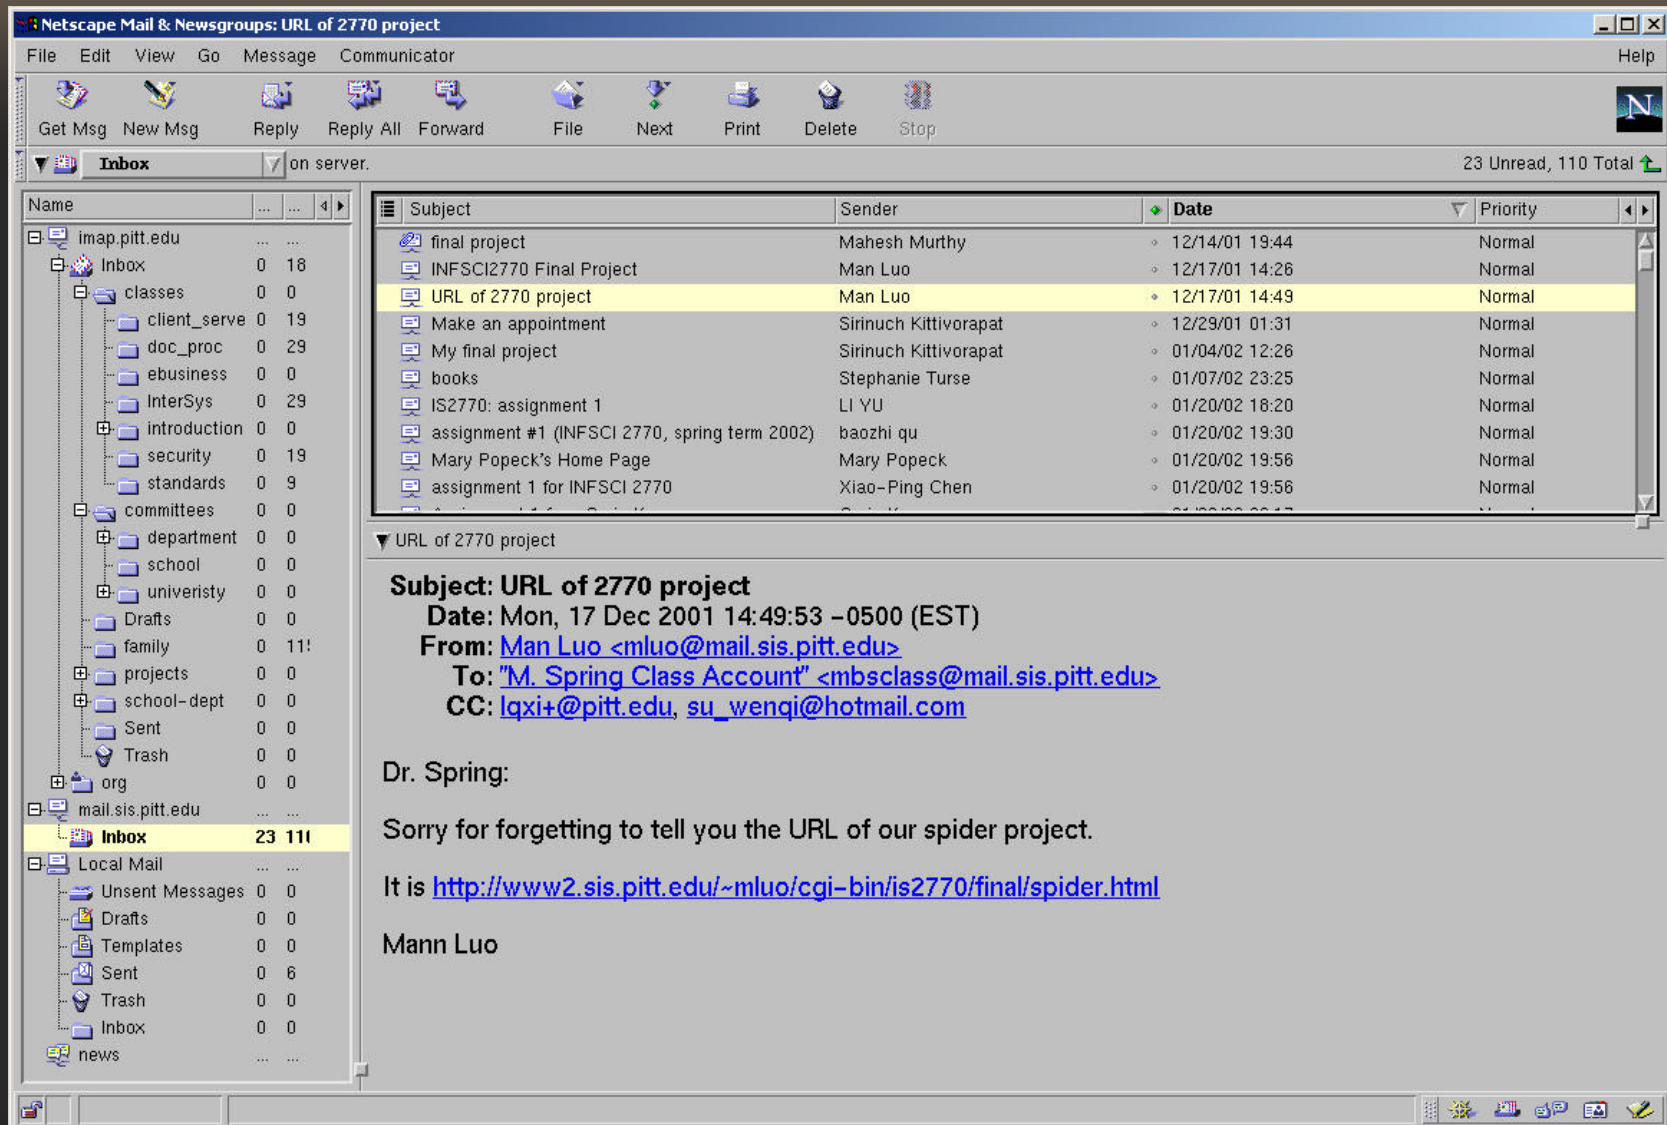 Netscape Mail & Newsgroups: URL of 2770 project
File Edit View Go Message Communicator Help
Get Msg New Msg Reply Reply All Forward File Next Print Delete Stop
N
Inbox on server. 23 Unread, 110 Total
Name ... ...
imap.pitt.edu ... ...
Inbox 0 18
classes 0 0
client_serve 0 19
doc_proc 0 29
ebusiness 0 0
InterSys 0 29
introduction 0 0
security 0 19
standards 0 9
committees 0 0
department 0 0
school 0 0
univeristy 0 0
Drafts 0 0
family 0
projects 0 0
school-dept 0 0
Sent 0 0
Trash 0 0
org 0 0
mail.sis.pitt.edu ... ...
Inbox 23
Local Mail ... ...
Unsent Messages 0 0
Drafts 0 0
Templates 0 0
Sent 0 6
Trash 0 0
Inbox 0 0
news ... ...
Subject Sender Date Priority
final project Mahesh Murthy 12/14/01 19:44 Normal
INFSCI2770 Final Project Man Luo 12/17/01 14:26 Normal
URL of 2770 project Man Luo 12/17/01 14:49 Normal
Make an appointment Sirinuch Kittivorapat 12/29/01 01:31 Normal
My final project Sirinuch Kittivorapat 01/04/02 12:26 Normal
books Stephanie Turse 01/07/02 23:25 Normal
IS2770: assignment 1 LI YU 01/20/02 18:20 Normal
assignment #1 (INFSCI 2770, spring term 2002) baozhi qu 01/20/02 19:30 Normal
Mary Popeck's Home Page Mary Popeck 01/20/02 19:56 Normal
assignment 1 for INFSCI 2770 Xiao-Ping Chen 01/20/02 19:56 Normal
URL of 2770 project
Subject: URL of 2770 project
Date: Mon, 17 Dec 2001 14:49:53 -0500 (EST)
From: Man Luo <mluo@mail.sis.pitt.edu>
To: "M. Spring Class Account" <mbsclass@mail.sis.pitt.edu>
CC: lqxi+@pitt.edu, su_wenqi@hotmail.com
Dr. Spring:
Sorry for forgetting to tell you the URL of our spider project.
It is http://www2.sis.pitt.edu/~mluo/cgi-bin/is2770/final/spider.html
Mann Luo